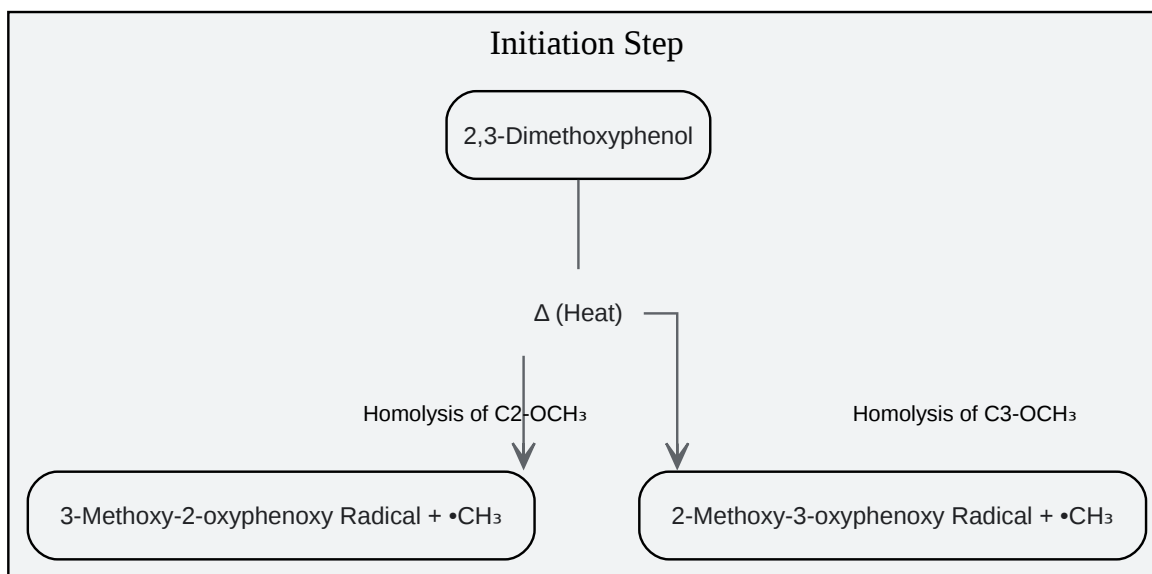 Initiation Step
2,3-Dimethoxyphenol
Δ (Heat)
Homolysis of C2-OCH₃
Homolysis of C3-OCH₃
3-Methoxy-2-oxyphenoxy Radical + •CH₃
2-Methoxy-3-oxyphenoxy Radical + •CH₃